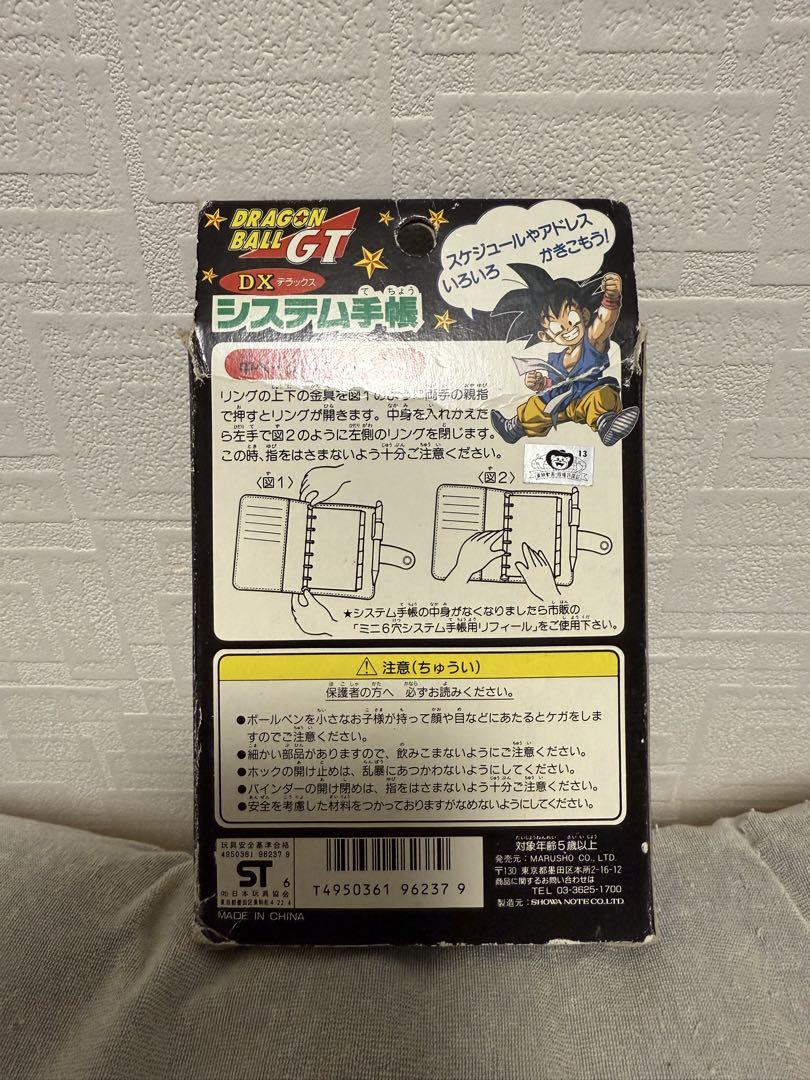 DRAGON
BALL GT
スケジュールやアドレス
いろいろ かきこもう!
DX デラックス
システム手帳
てちょう
リングの上下の金具を図1の 両手の親指
で押すとリングが開きます。中身を入れかえた
ら左手で図2のように左側のリングを閉じます。
この時、指をはさまないよう十分ご注意ください。
13
〈図1〉
〈図2〉
★システム手帳の中身がなくなりましたら市販の
「ミニ6穴システム手帳用リフィール」をご使用下さい。
⚠ 注意(ちゅうい)
保護者の方へ 必ずお読みください。
●ボールペンを小さなお子様が持って顔や目などにあたるとケガをしま
すのでご注意ください。
●細かい部品がありますので、飲みこまないようにご注意ください。
●ホックの開け止めは、乱暴にあつかわないようにしてください。
●バインダーの開け閉めは、指をはさまないよう十分ご注意ください。
●安全を考慮した材料をつかっておりますがなめないようにしてください。
玩具安全基準合格
4950361 96237 9
ST 6
(社)日本玩具協会
MADE IN CHINA
T4950361 96237 9
対象年齢5歳以上
発売元:MARUSHO CO., LTD.
〒130 東京都墨田区本所2-16-12
商品に関するお問い合わせは
TEL 03-3625-1700
製造元:SHOWA NOTE CO.LTD.